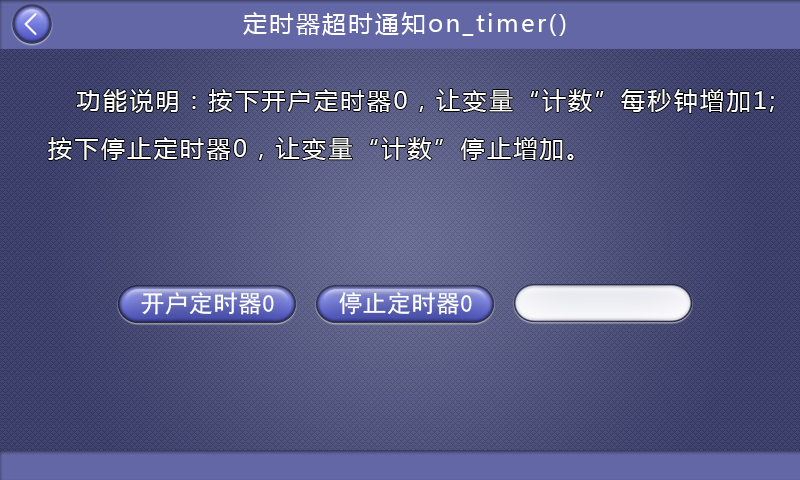 定时器超时通知on_timer()
功能说明：按下开户定时器0，让变量“计数”每秒钟增加1;
按下停止定时器0，让变量“计数”停止增加。
开户定时器0
停止定时器0